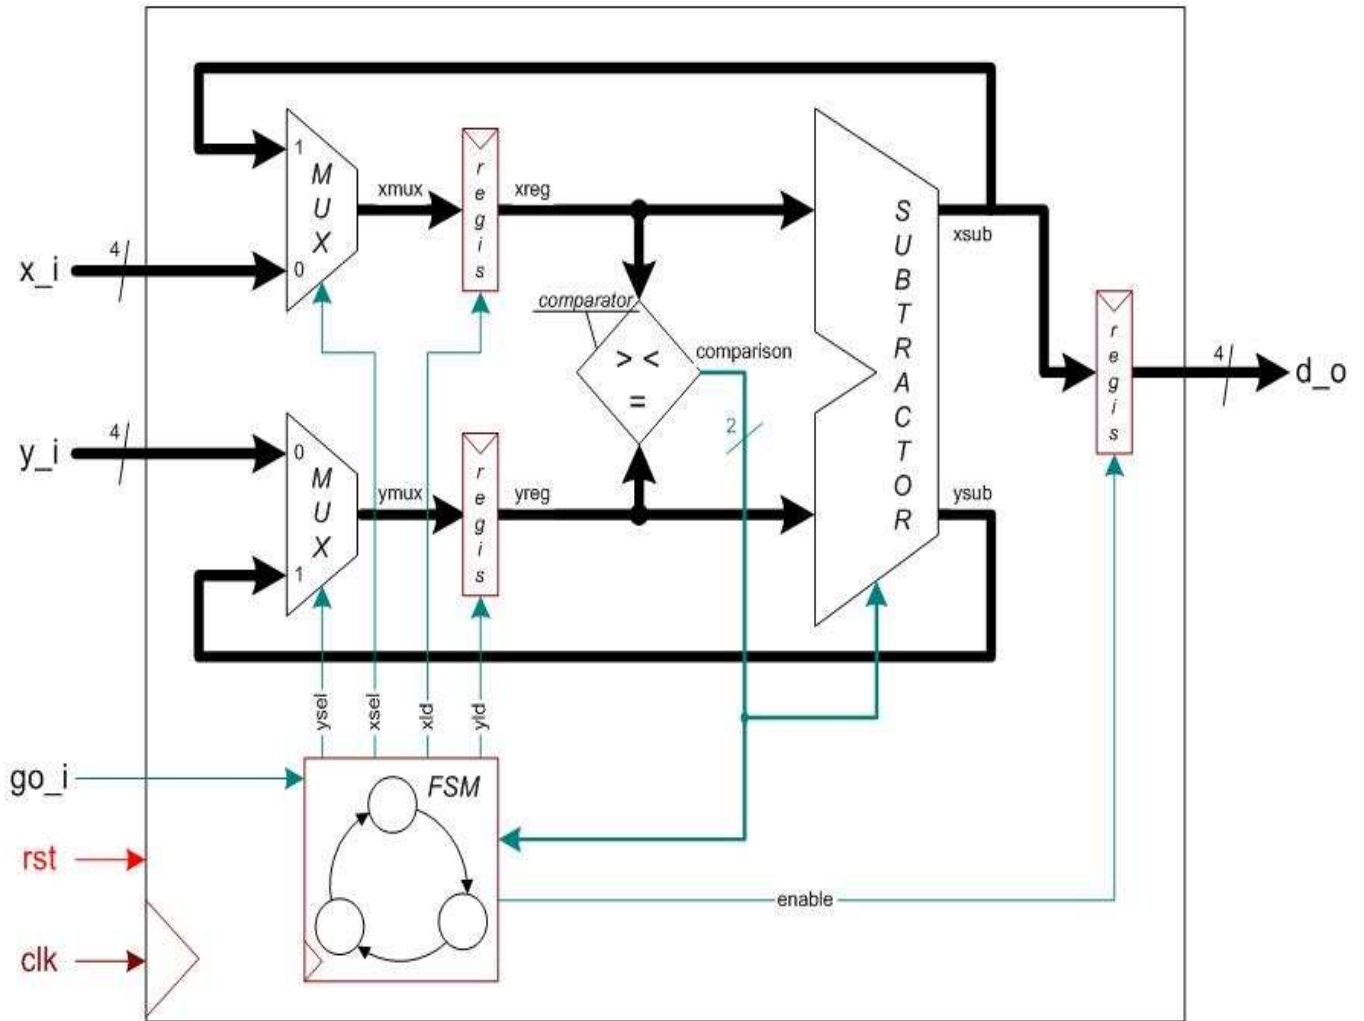 1
MUX
xmux
regis
xreg
SUBTRACTOR
xsub
4
x_i
0
comparator
> <
=
comparison
regis
4
d_o
4
y_i
0
MUX
ymux
regis
yreg
2
ysub
1
ysel
xsel
xld
yld
go_i
FSM
rst
enable
clk